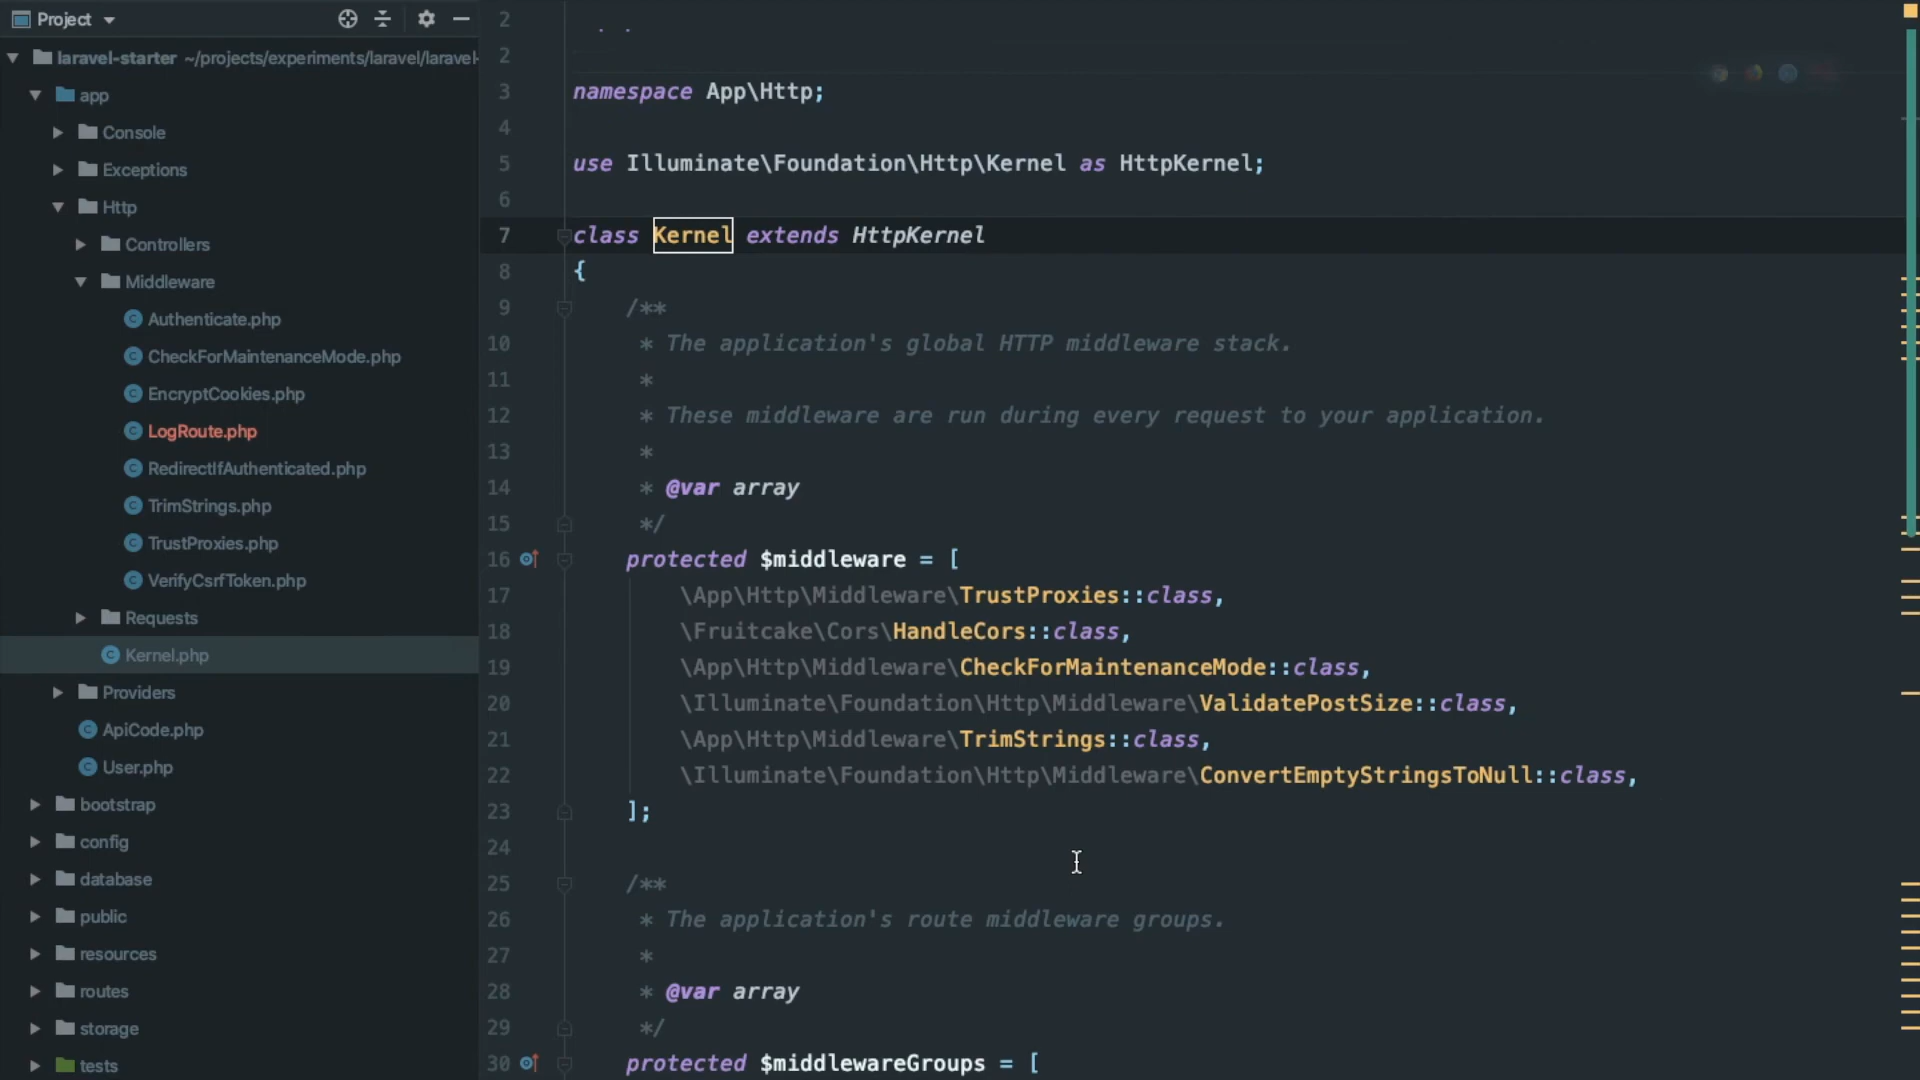 Project
laravel-starter ~/projects/experiments/laravel/laravel-
app
Console
Exceptions
Http
Controllers
Middleware
Authenticate.php
CheckForMaintenanceMode.php
EncryptCookies.php
LogRoute.php
RedirectIfAuthenticated.php
TrimStrings.php
TrustProxies.php
VerifyCsrfToken.php
Requests
Kernel.php
Providers
ApiCode.php
User.php
bootstrap
config
database
public
resources
routes
storage
tests
2
2
3 namespace App\Http;
4
5 use Illuminate\Foundation\Http\Kernel as HttpKernel;
6
7 class Kernel extends HttpKernel
8 {
9 /**
10 * The application's global HTTP middleware stack.
11 *
12 * These middleware are run during every request to your application.
13 *
14 * @var array
15 */
16 protected $middleware = [
17 \App\Http\Middleware\TrustProxies::class,
18 \Fruitcake\Cors\HandleCors::class,
19 \App\Http\Middleware\CheckForMaintenanceMode::class,
20 \Illuminate\Foundation\Http\Middleware\ValidatePostSize::class,
21 \App\Http\Middleware\TrimStrings::class,
22 \Illuminate\Foundation\Http\Middleware\ConvertEmptyStringsToNull::class,
23 ];
24
25 /**
26 * The application's route middleware groups.
27 *
28 * @var array
29 */
30 protected $middlewareGroups = [